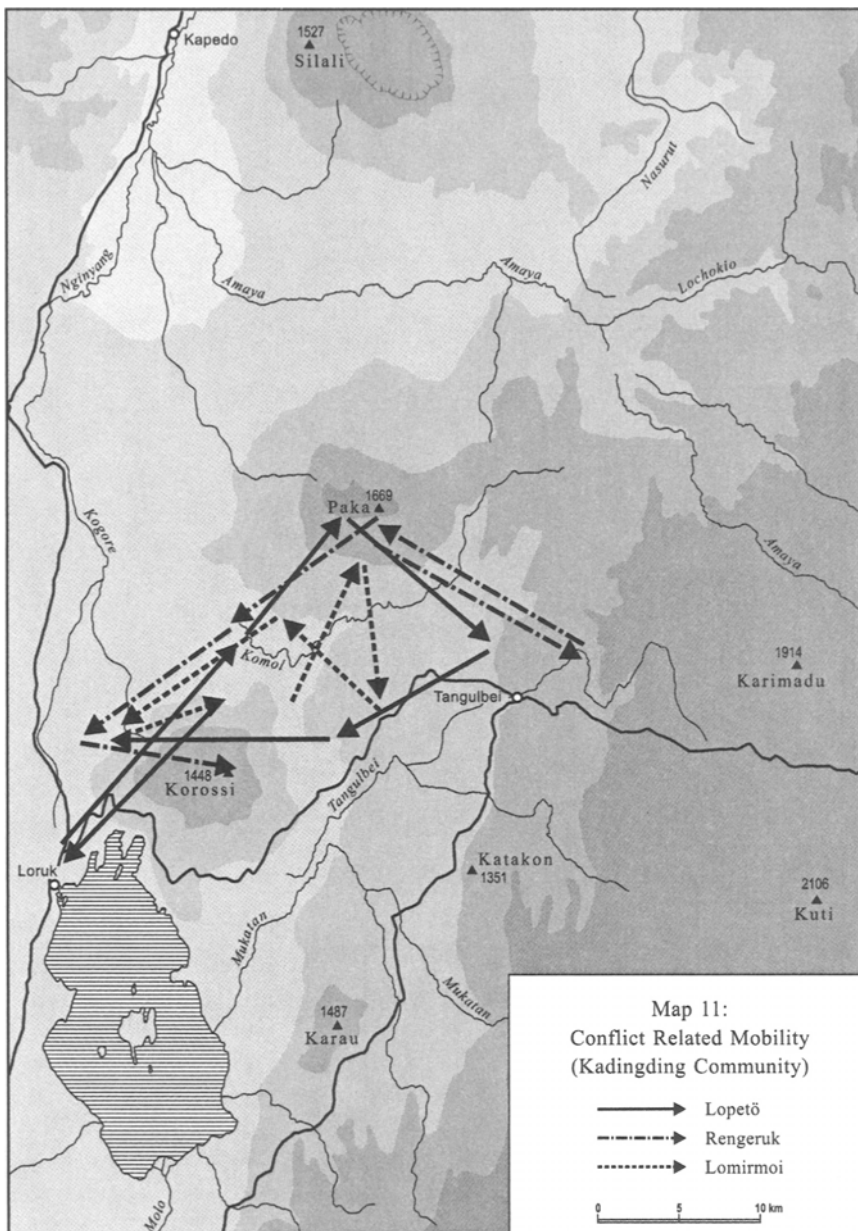 Kapedo
1527
Silali
Nasurut
Nginyang
Amaya
Amaya
Lochokio
Kogore
1669
Paka
Amaya
Komol
1914
Karimadu
Tangulbei
1448
Korossi
Tangulbei
Loruk
Katakon
1351
2106
Kuti
Mukatan
Mukatan
1487
Karau
Molo
Map 11:
Conflict Related Mobility
(Kadingding Community)
Lopetö
Rengeruk
Lomirmoi
0 5 10 km